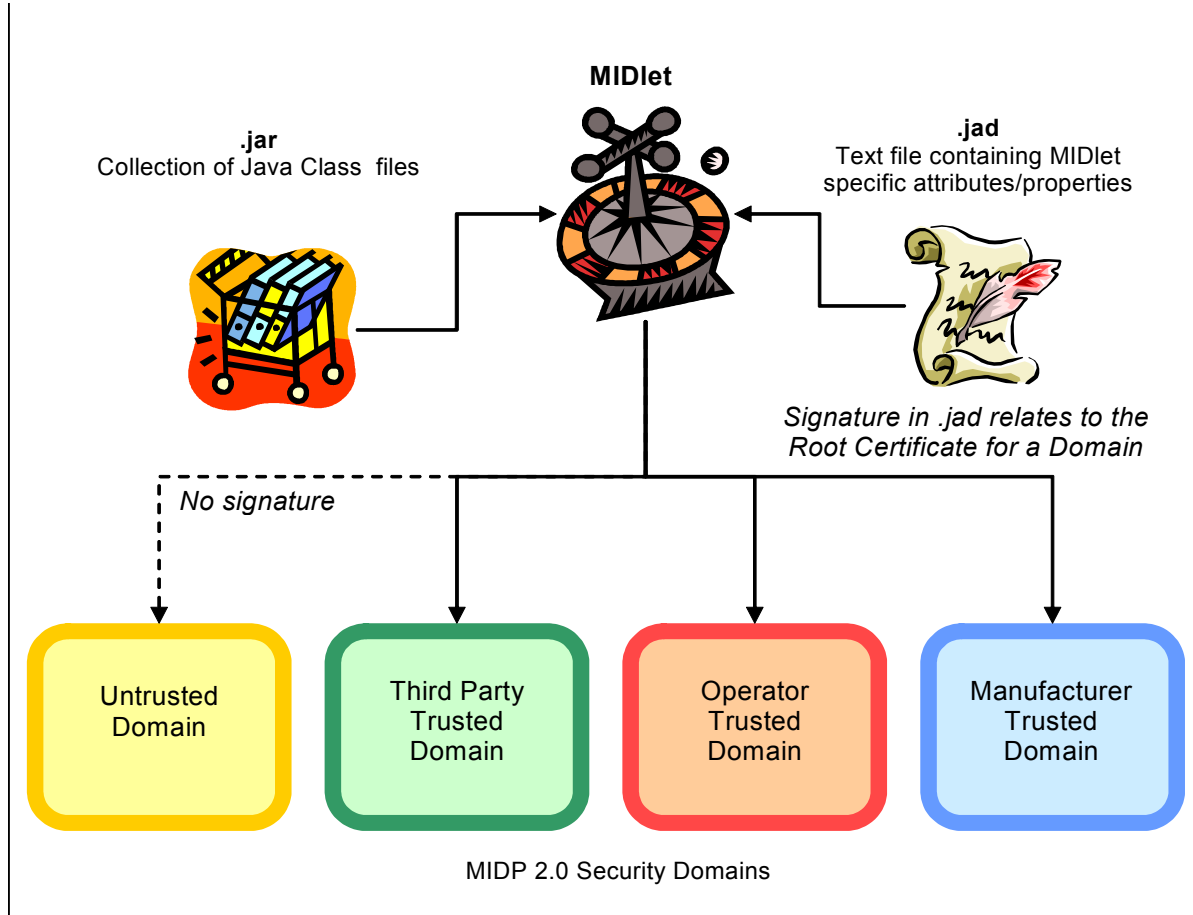 MIDlet
.jar
Collection of Java Class files
.jad
Text file containing MIDlet
specific attributes/properties
Signature in .jad relates to the
Root Certificate for a Domain
No signature
Untrusted
Domain
Third Party
Trusted
Domain
Operator
Trusted
Domain
Manufacturer
Trusted
Domain
MIDP 2.0 Security Domains